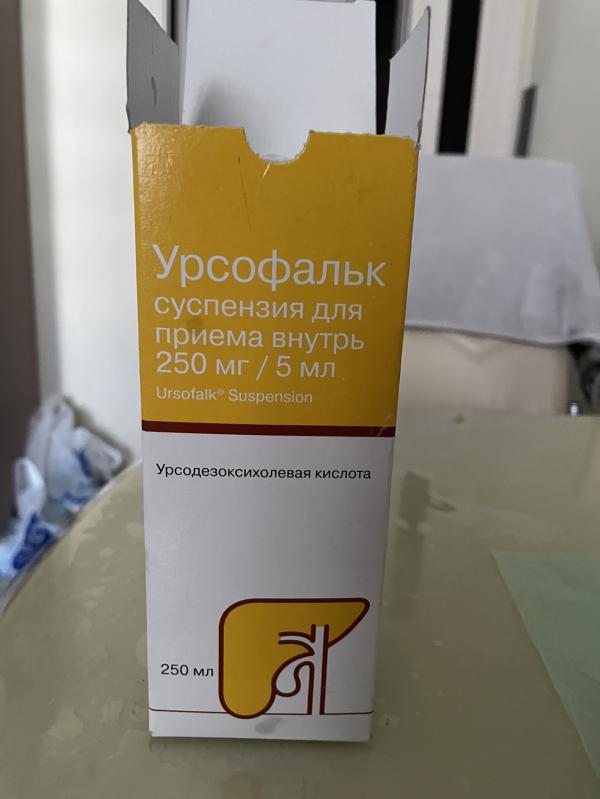 Урсофальк
суспензия для
приема внутрь
250 мг / 5 мл
Ursofalk® Suspension
Урсодезоксихолевая кислота
250 мл